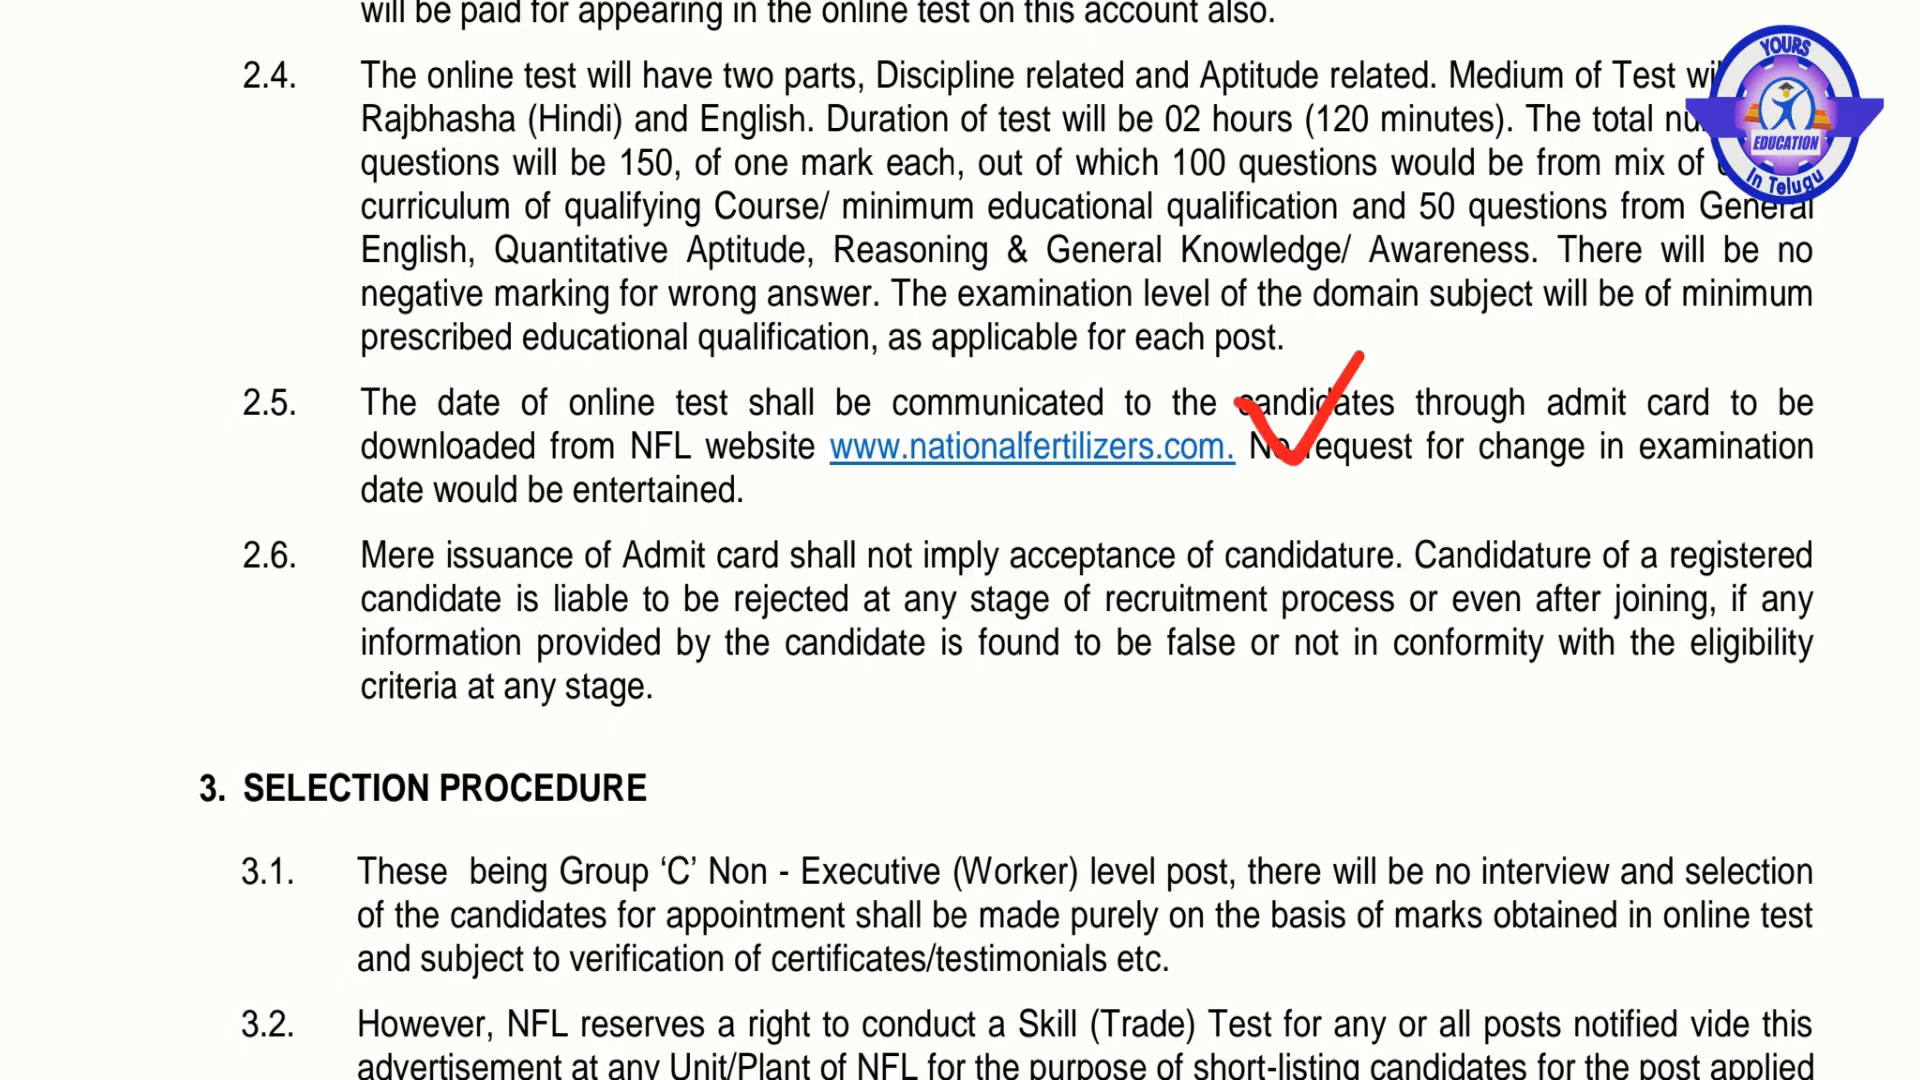 will be paid for appearing in the online test on this account also.
2.4. The online test will have two parts, Discipline related and Aptitude related. Medium of Test
Rajbhasha (Hindi) and English. Duration of test will be 02 hours (120 minutes). The total
questions will be 150, of one mark each, out of which 100 questions would be from mix of
curriculum of qualifying Course/ minimum educational qualification and 50 questions from General
English, Quantitative Aptitude, Reasoning & General Knowledge/ Awareness. There will be no
negative marking for wrong answer. The examination level of the domain subject will be of minimum
prescribed educational qualification, as applicable for each post.
2.5. The date of online test shall be communicated to the candidates through admit card to be
downloaded from NFL website www.nationalfertilizers.com. No request for change in examination
date would be entertained.
2.6. Mere issuance of Admit card shall not imply acceptance of candidature. Candidature of a registered
candidate is liable to be rejected at any stage of recruitment process or even after joining, if any
information provided by the candidate is found to be false or not in conformity with the eligibility
criteria at any stage.
3. SELECTION PROCEDURE
3.1. These being Group ‘C’ Non - Executive (Worker) level post, there will be no interview and selection
of the candidates for appointment shall be made purely on the basis of marks obtained in online test
and subject to verification of certificates/testimonials etc.
3.2. However, NFL reserves a right to conduct a Skill (Trade) Test for any or all posts notified vide this
advertisement at any Unit/Plant of NFL for the purpose of short-listing candidates for the post applied
YOURS
EDUCATION
In Telugu